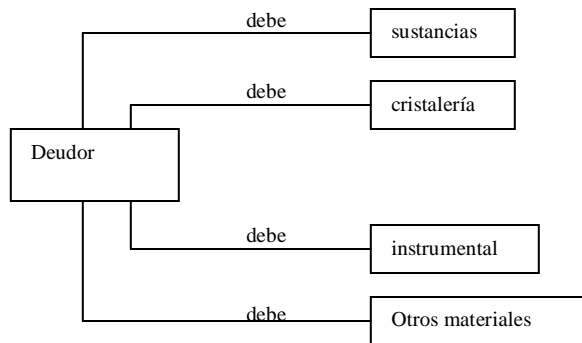 debe
sustancias
debe
cristalería
Deudor
debe
instrumental
debe
Otros materiales